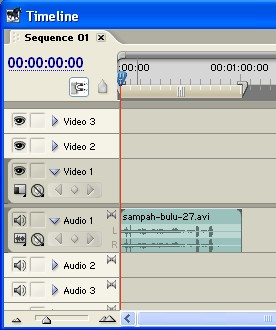 Timeline
Sequence 01
00:00:00:00
:00:00
00:01:00:00
Video 3
Video 2
Video 1
Audio 1
sampah-bulu-27.avi
L
R
Audio 2
Audio 3